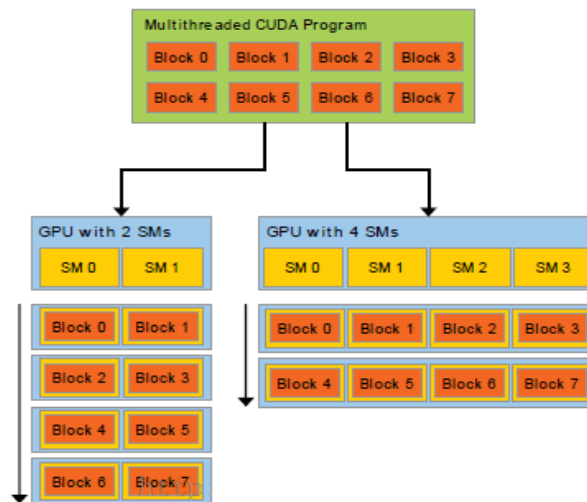 Multithreaded CUDA Program
Block 0 Block 1 Block 2 Block 3
Block 4 Block 5 Block 6 Block 7
GPU with 2 SMs
SM 0 SM 1
Block 0 Block 1
Block 2 Block 3
Block 4 Block 5
Block 6 Block 7
GPU with 4 SMs
SM 0 SM 1 SM 2 SM 3
Block 0 Block 1 Block 2 Block 3
Block 4 Block 5 Block 6 Block 7